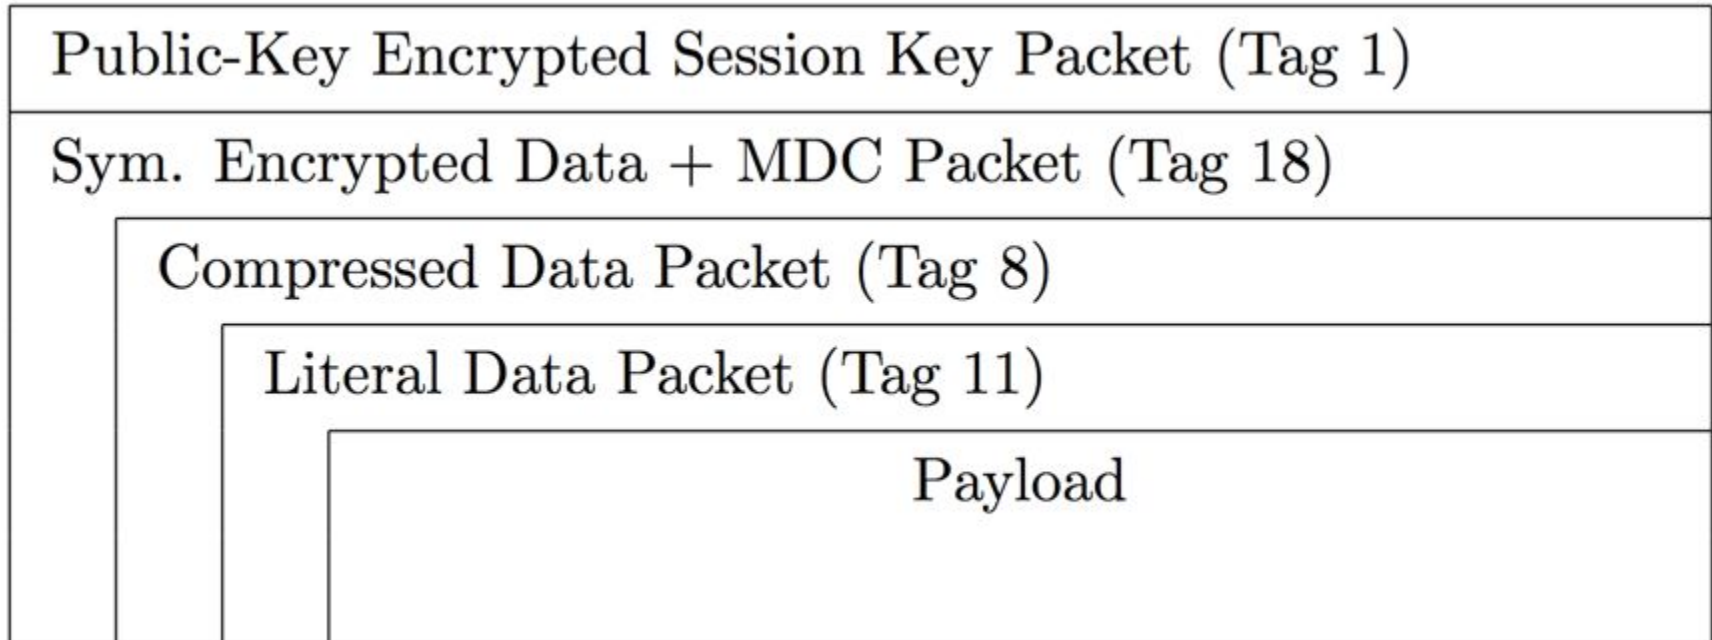 Public-Key Encrypted Session Key Packet (Tag 1)
Sym. Encrypted Data + MDC Packet (Tag 18)
Compressed Data Packet (Tag 8)
Literal Data Packet (Tag 11)
Payload